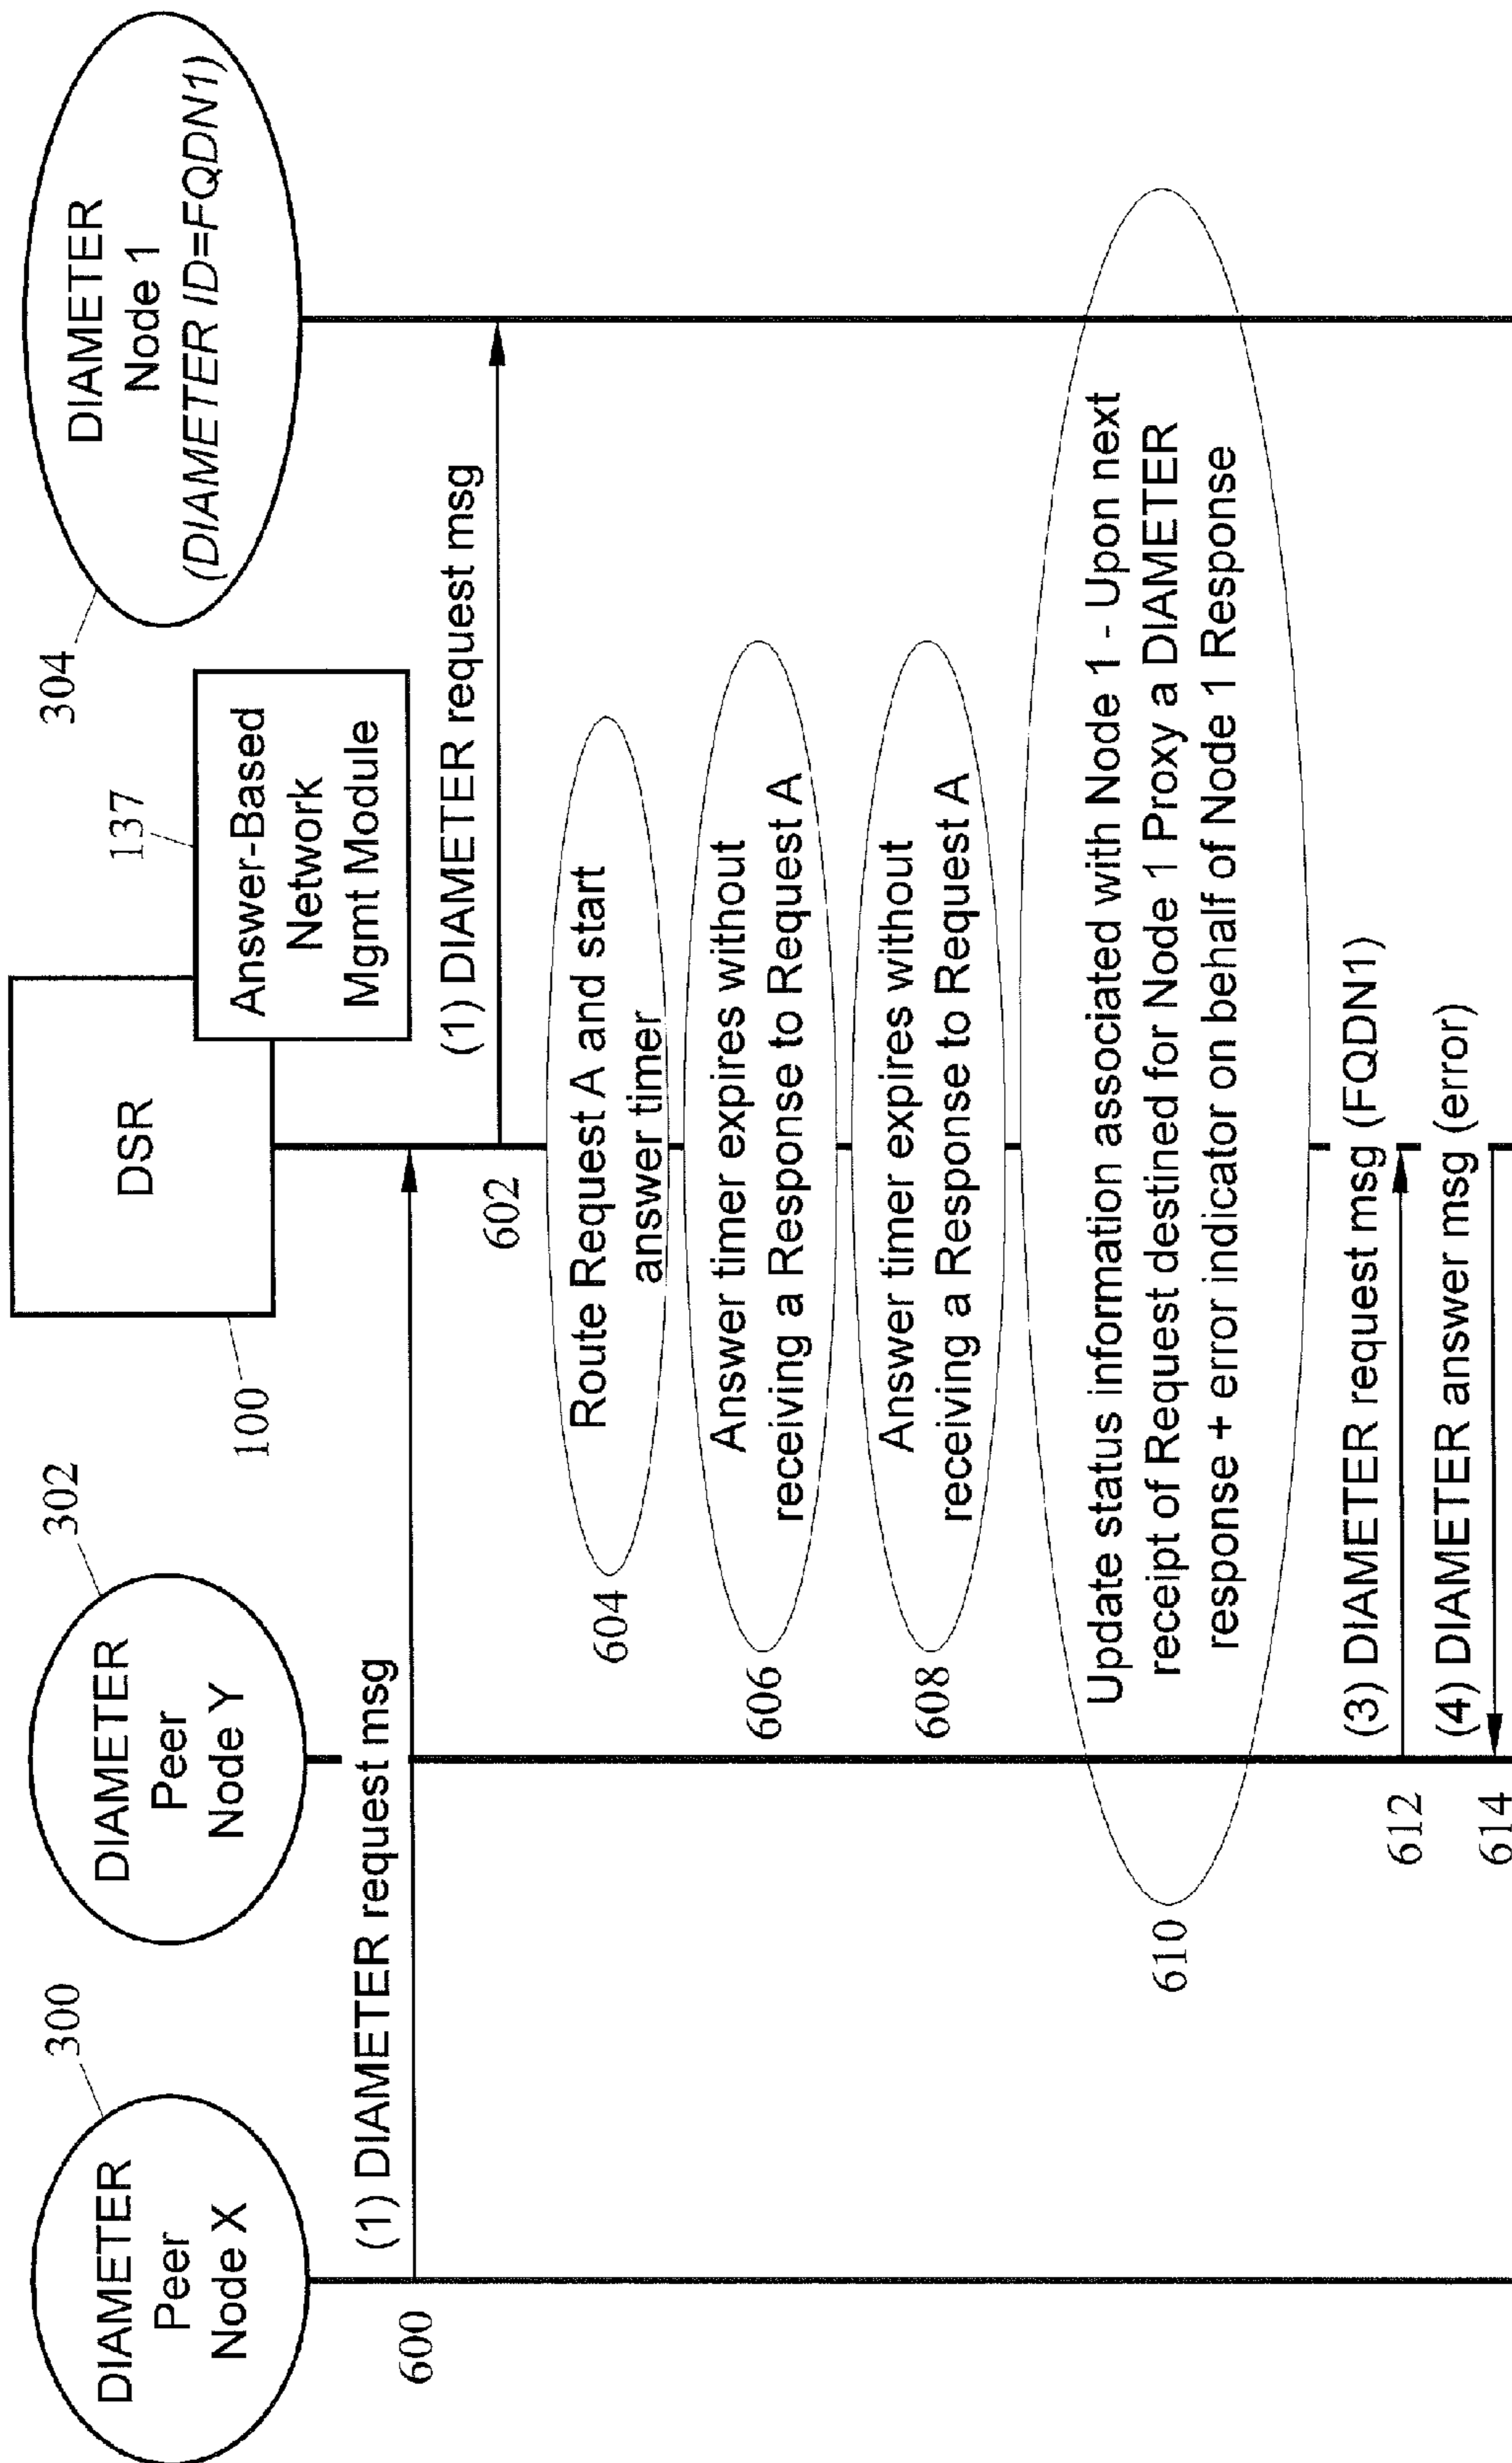 300
DIAMETER
Peer
Node X
302
DIAMETER
Peer
Node Y
100
DSR
137
Answer-Based
Network
Mgmt Module
304
DIAMETER
Node 1
(DIAMETER ID=FQDN1)
600
(1) DIAMETER request msg
602
(1) DIAMETER request msg
604
Route Request A and start
answer timer
606
Answer timer expires without
receiving a Response to Request A
608
Answer timer expires without
receiving a Response to Request A
610
Update status information associated with Node 1 - Upon next
receipt of Request destined for Node 1 Proxy a DIAMETER
response + error indicator on behalf of Node 1 Response
612
(3) DIAMETER request msg (FQDN1)
614
(4) DIAMETER answer msg (error)